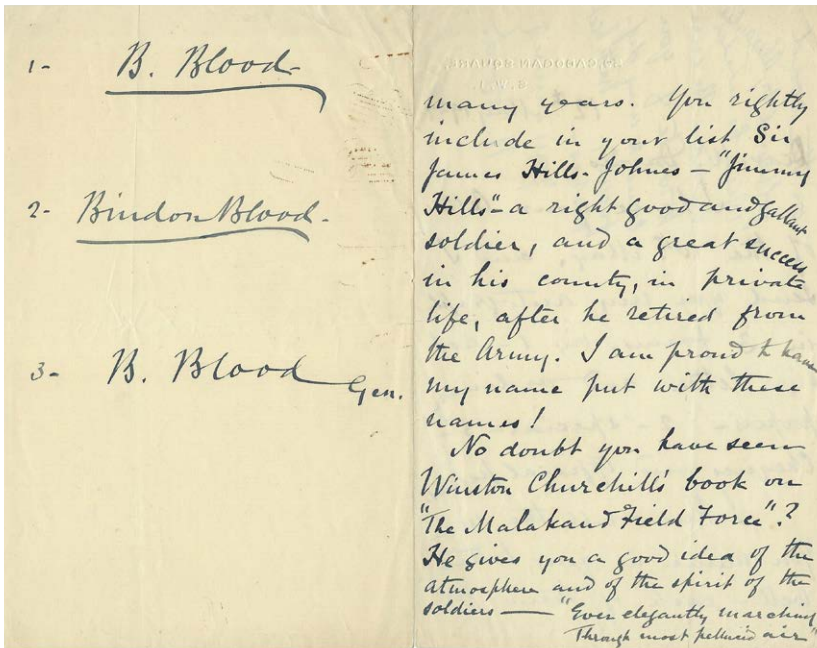 1- B. Blood
2- Bindon Blood-
3- B. Blood Gen.
many years. You rightly
include in your list Sir
James Hills-Johnes - "Jimmy
Hills" - a right good and gallant
soldier, and a great success
in his county, in private
life, after he retired from
the Army. I am proud to have
my name put with these
names!
No doubt you have seen
Winston Churchill's book on
"The Malakand Field Force"?
He gives you a good idea of the
atmosphere and of the spirit of the
soldiers — "Ever elegantly marching
Through most pellucid air"